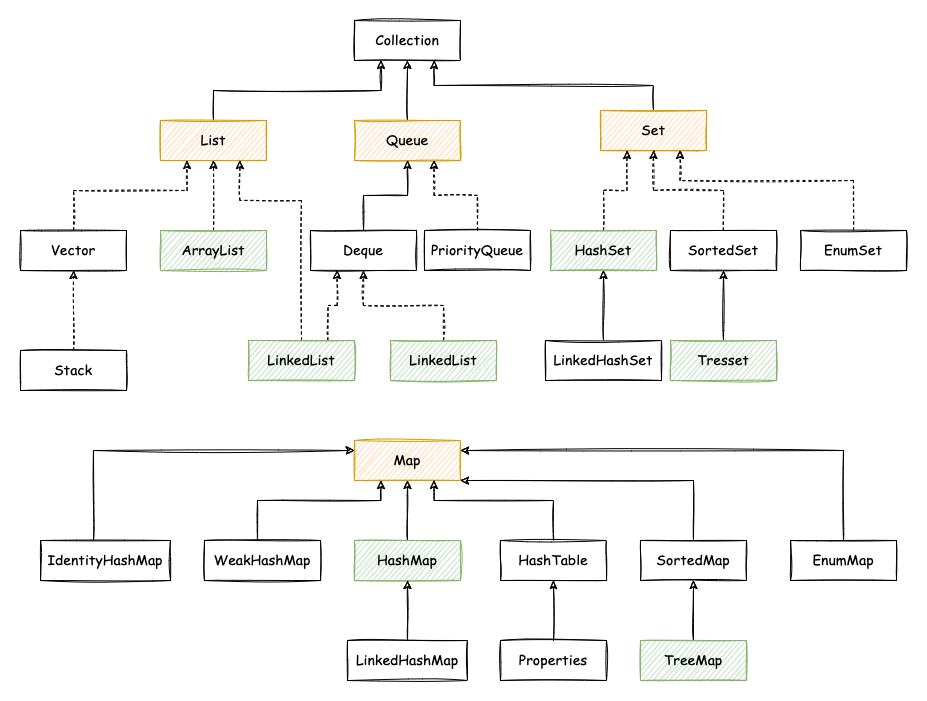 Collection
List
Queue
Set
Vector
ArrayList
Deque
PriorityQueue
HashSet
SortedSet
EnumSet
Stack
LinkedList
LinkedList
LinkedHashSet
Tresset
Map
IdentityHashMap
WeakHashMap
HashMap
HashTable
SortedMap
EnumMap
LinkedHashMap
Properties
TreeMap